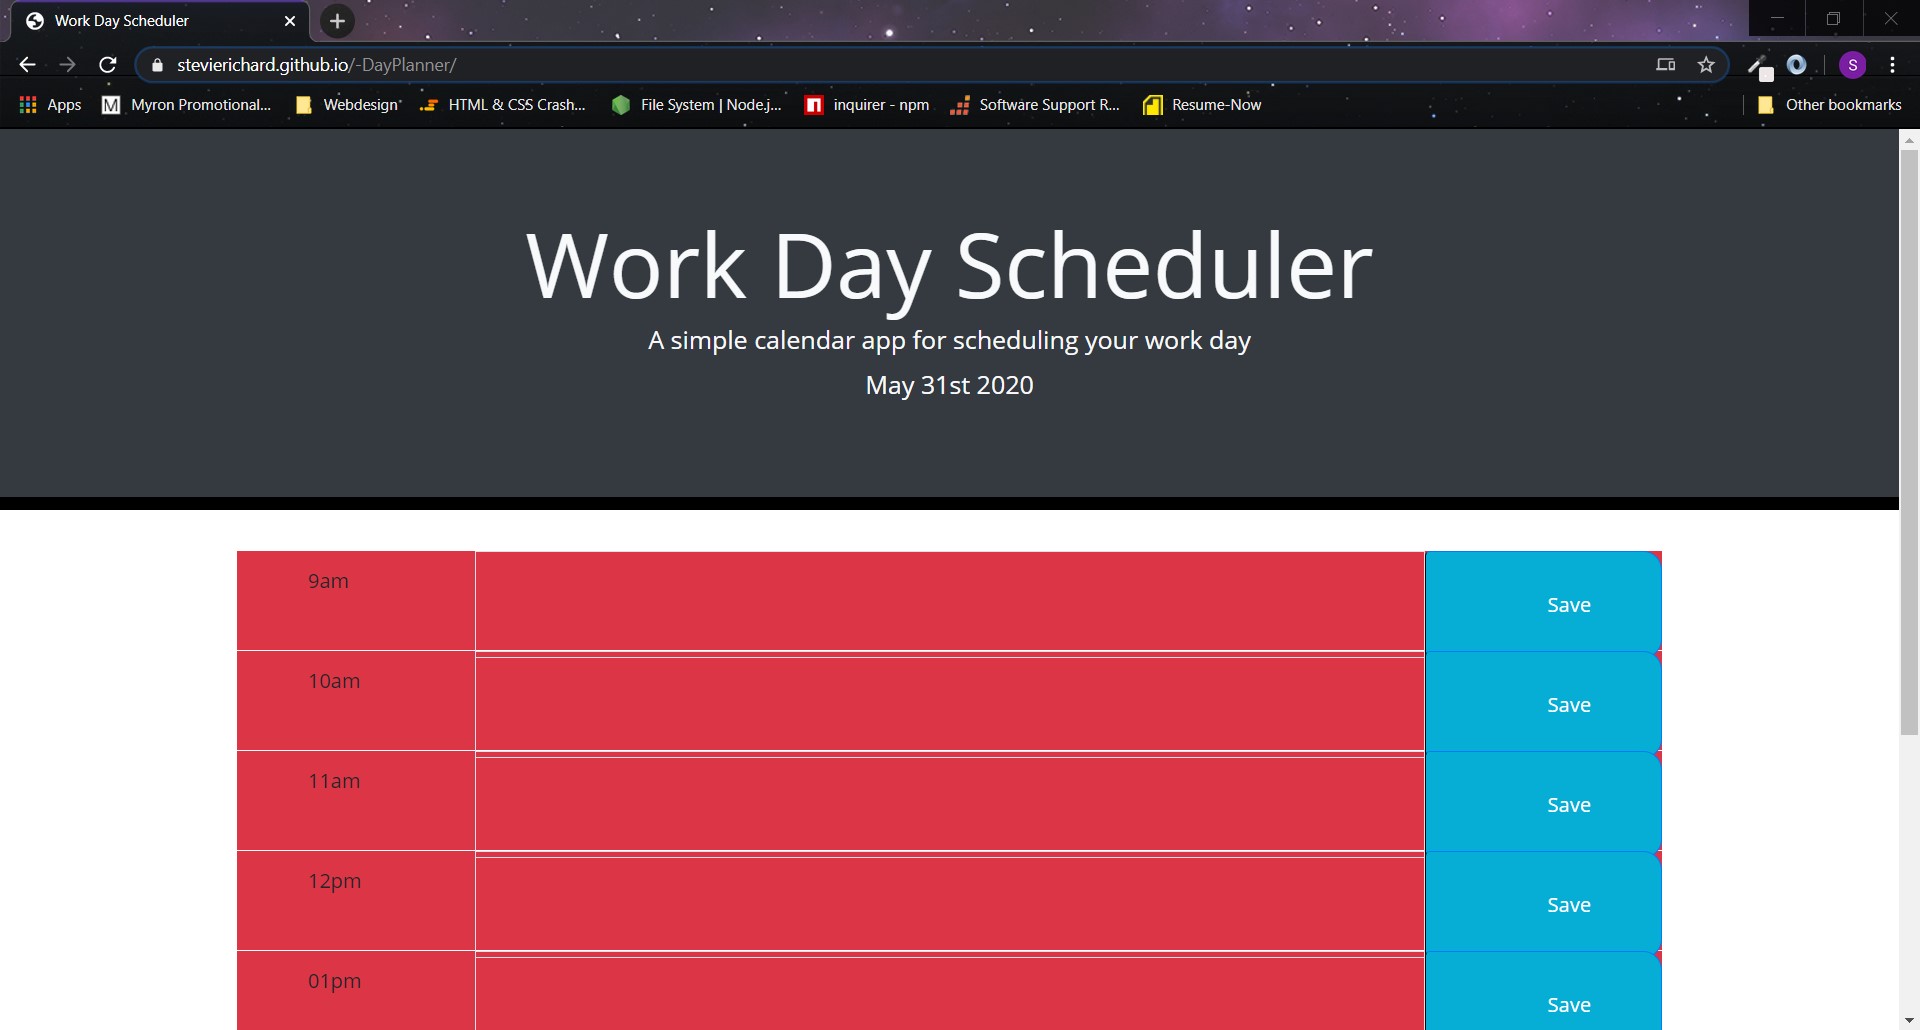 Work Day Scheduler
stevierichard.github.io/-DayPlanner/
S
Apps M Myron Promotional... Webdesign HTML & CSS Crash... File System | Node.j... n inquirer - npm Software Support R... Resume-Now Other bookmarks
Work Day Scheduler
A simple calendar app for scheduling your work day
May 31st 2020
9am
Save
10am
Save
11am
Save
12pm
Save
01pm
Save